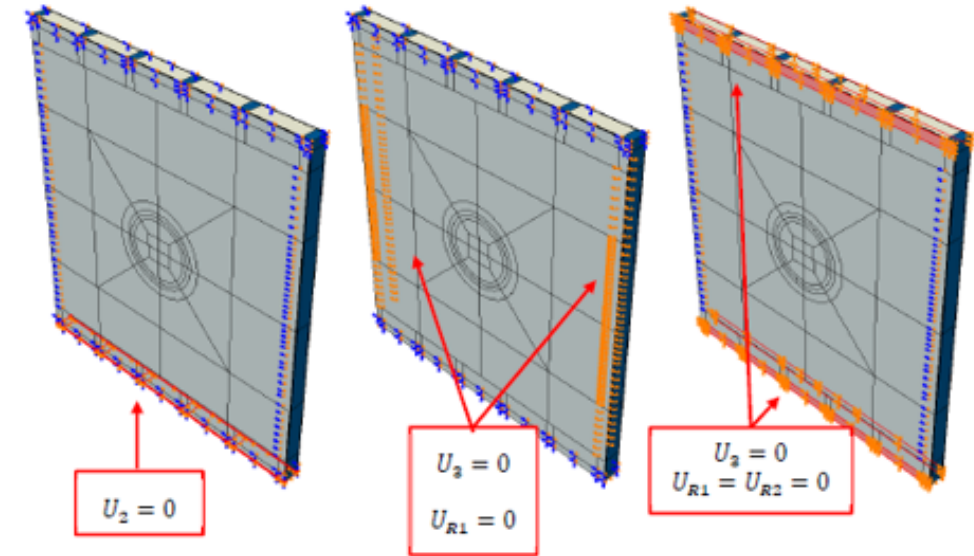 U₂ = 0
U₃ = 0
U_R1 = 0
U₃ = 0
U_R1 = U_R2 = 0